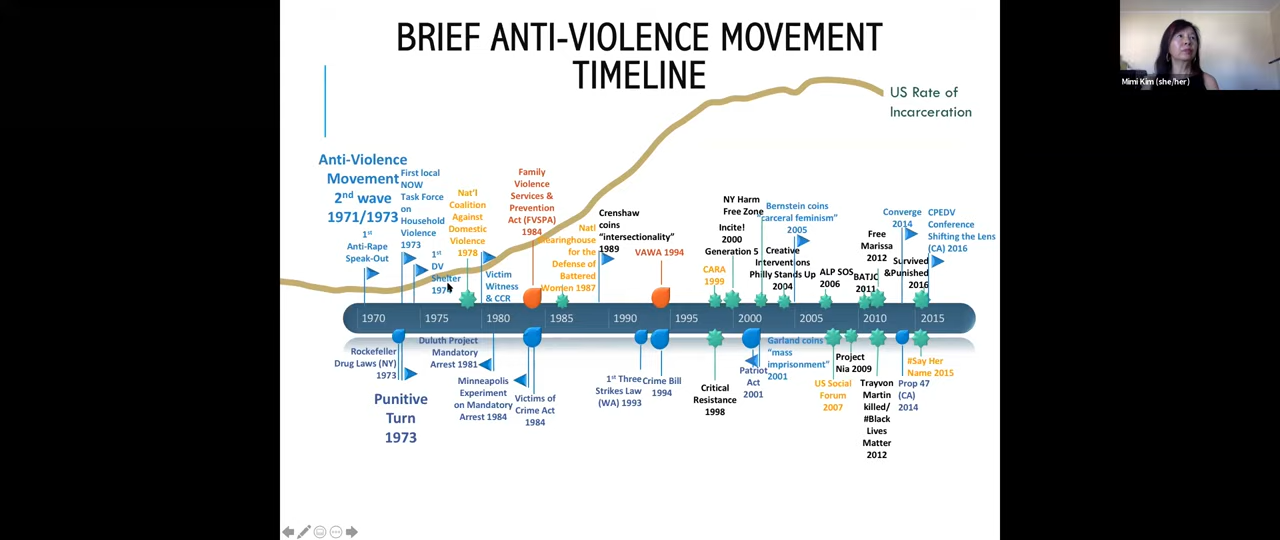 BRIEF ANTI-VIOLENCE MOVEMENT
TIMELINE
US Rate of
Incarceration
Mimi Kim (she/her)
Anti-Violence
Movement
2nd wave
1971/1973
1st
Anti-Rape
Speak-Out
First local
NOW
Task Force
on
Household
Violence
1973
1st
DV
Shelter
Nat'l
Coalition
Against
Domestic
Violence
1978
Victim
Witness
& CCR
Family
Violence
Services &
Prevention
Act (FVSPA)
1984
Natl
Clearinghouse
for the
Defense of
Battered
Women 1987
Crenshaw
coins
"intersectionality"
1989
VAWA 1994
CARA
1999
NY Harm
Free Zone
Incite!
2000
Generation 5
Bernstein coins
"carceral feminism"
2005
Creative
Interventions
Philly Stands Up
2004
ALP SOS
2006
BATJC
2011
Free
Marissa
2012
Converge
2014
Survived
&Punished
2016
CPEDV
Conference
Shifting the Lens
(CA) 2016
1970
1975
1980
1985
1990
1995
2000
2005
2010
2015
Rockefeller
Drug Laws (NY)
1973
Punitive
Turn
1973
Duluth Project
Mandatory
Arrest 1981
Minneapolis
Experiment
on Mandatory
Arrest 1984
Victims of
Crime Act
1984
1st Three
Strikes Law
(WA) 1993
Crime Bill
1994
Critical
Resistance
1998
Patriot
Act
2001
Garland coins
"mass
imprisonment"
2001
US Social
Forum
2007
Project
Nia 2009
Trayvon
Martin
killed/
#Black
Lives
Matter
2012
Prop 47
(CA)
2014
#Say Her
Name 2015